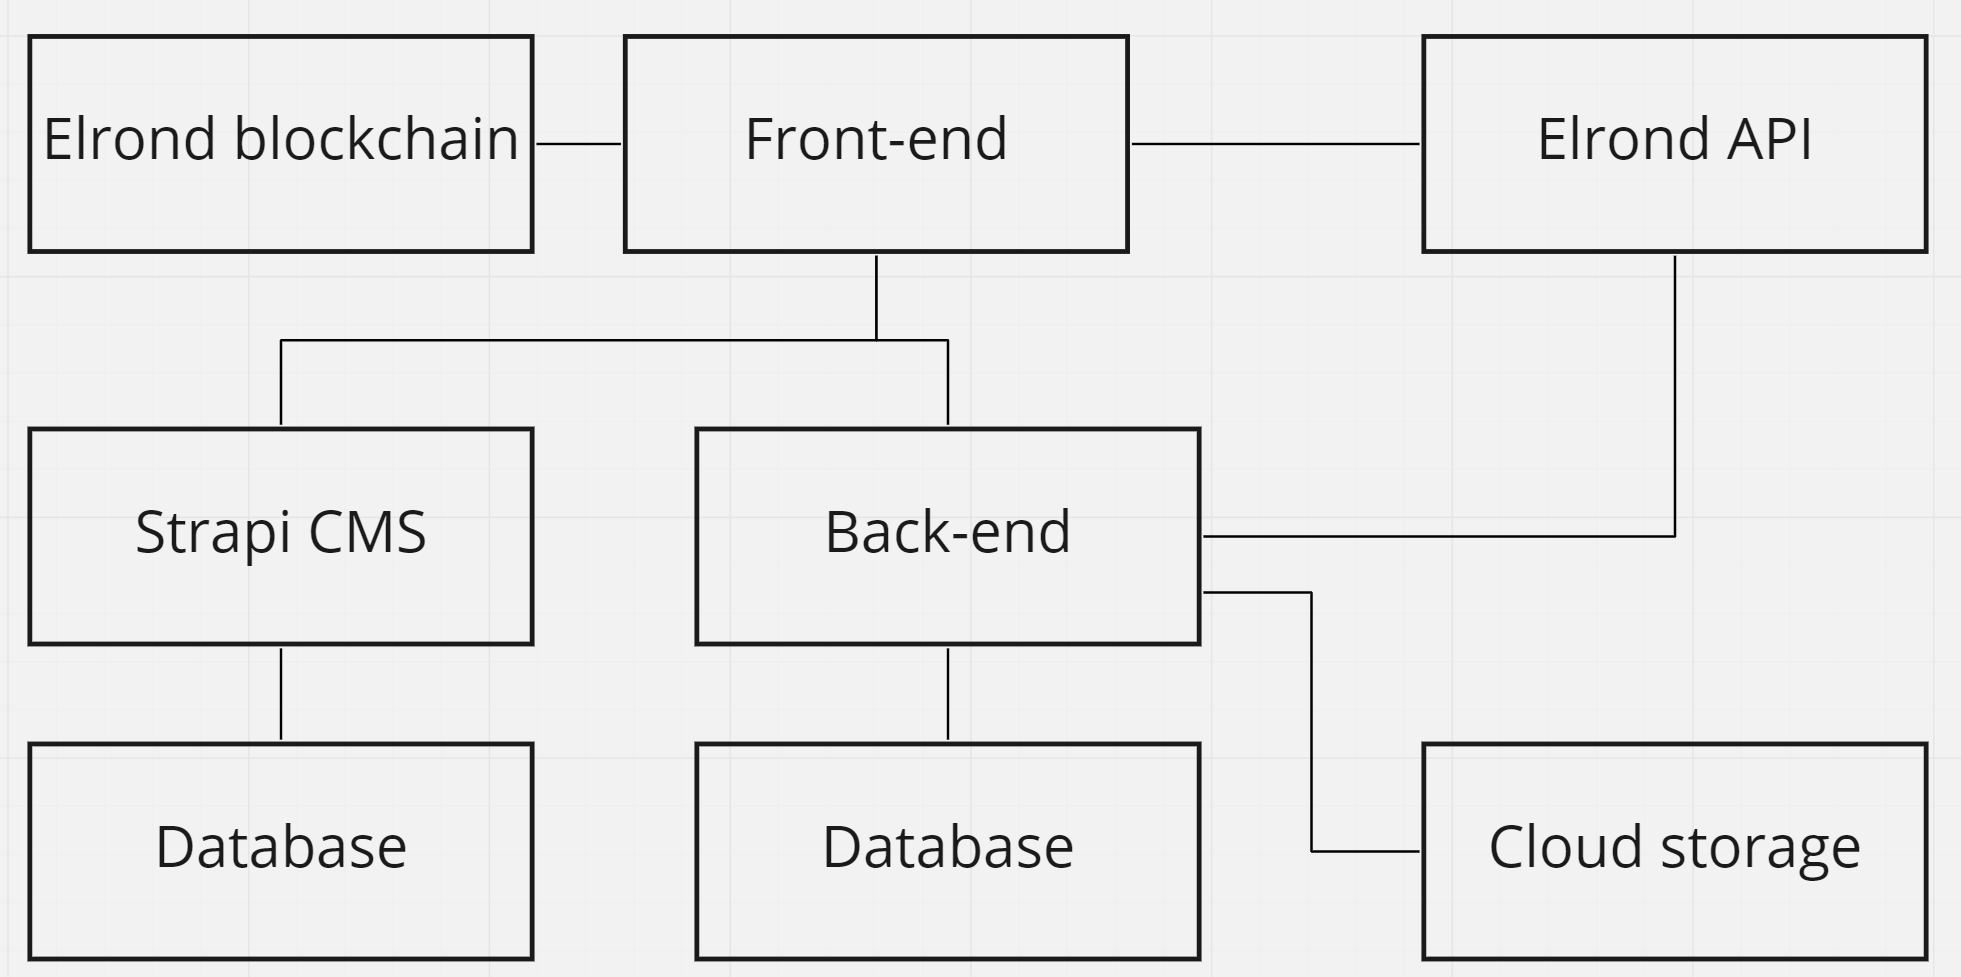 Elrond blockchain
Front-end
Elrond API
Strapi CMS
Back-end
Database
Database
Cloud storage